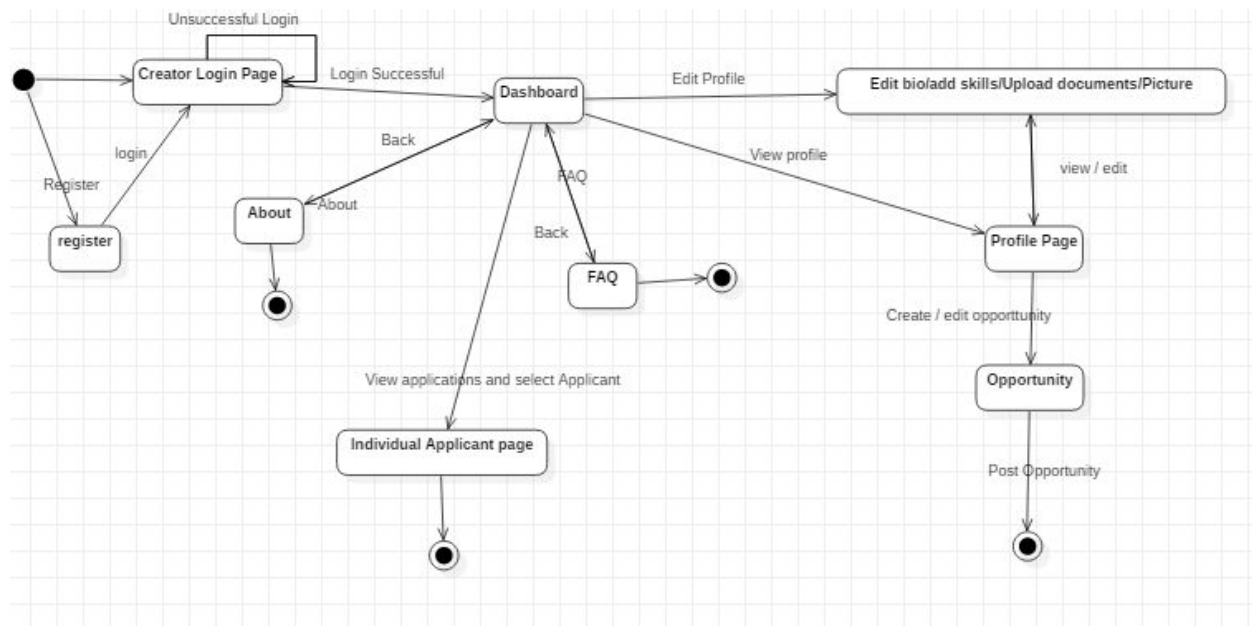 Unsuccessful Login
Creator Login Page
Login Successful
Dashboard
Edit Profile
Edit bio/add skills/Upload documents/Picture
Back
login
View profile
view / edit
Register
FAQ
About
About
register
Back
Profile Page
FAQ
Create / edit opporttunity
View applications and select Applicant
Opportunity
Individual Applicant page
Post Opportunity